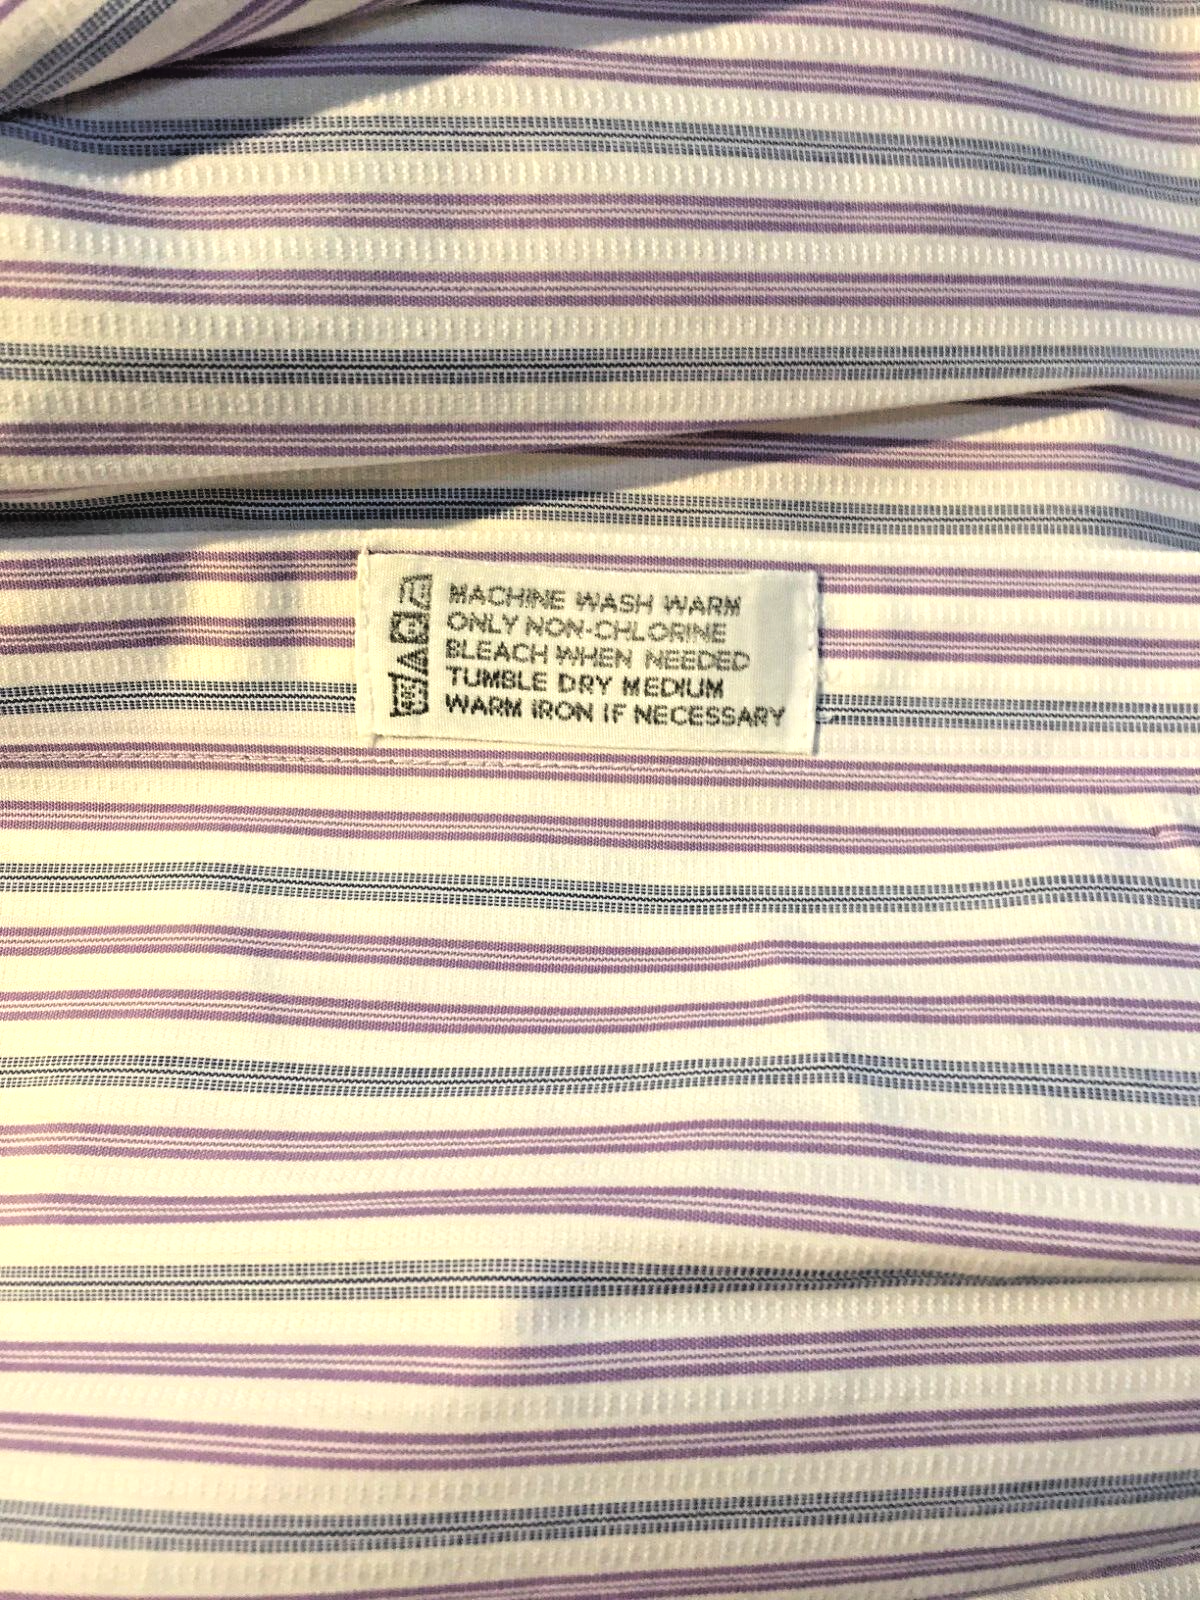 MACHINE WASH WARM
ONLY NON-CHLORINE
BLEACH WHEN NEEDED
TUMBLE DRY MEDIUM
WARM IRON IF NECESSARY